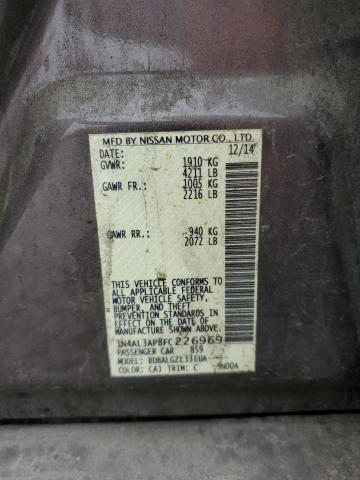 MFD BY NISSAN MOTOR CO., LTD.
DATE: 12/14
GVWR: 1910 KG
4211 LB
GAWR FR.: 1005 KG
2216 LB
GAWR RR.: 940 KG
2072 LB
THIS VEHICLE CONFORMS TO ALL
APPLICABLE FEDERAL
MOTOR VEHICLE SAFETY,
BUMPER, AND THEFT
PREVENTION STANDARDS
IN EFFECT ON THE DATE OF
MANUFACTURE SHOWN ABOVE.
1N4AL3AP8FC226969
PASSENGER CAR 859
MODEL:
COLOR: CAJ TRIM: C